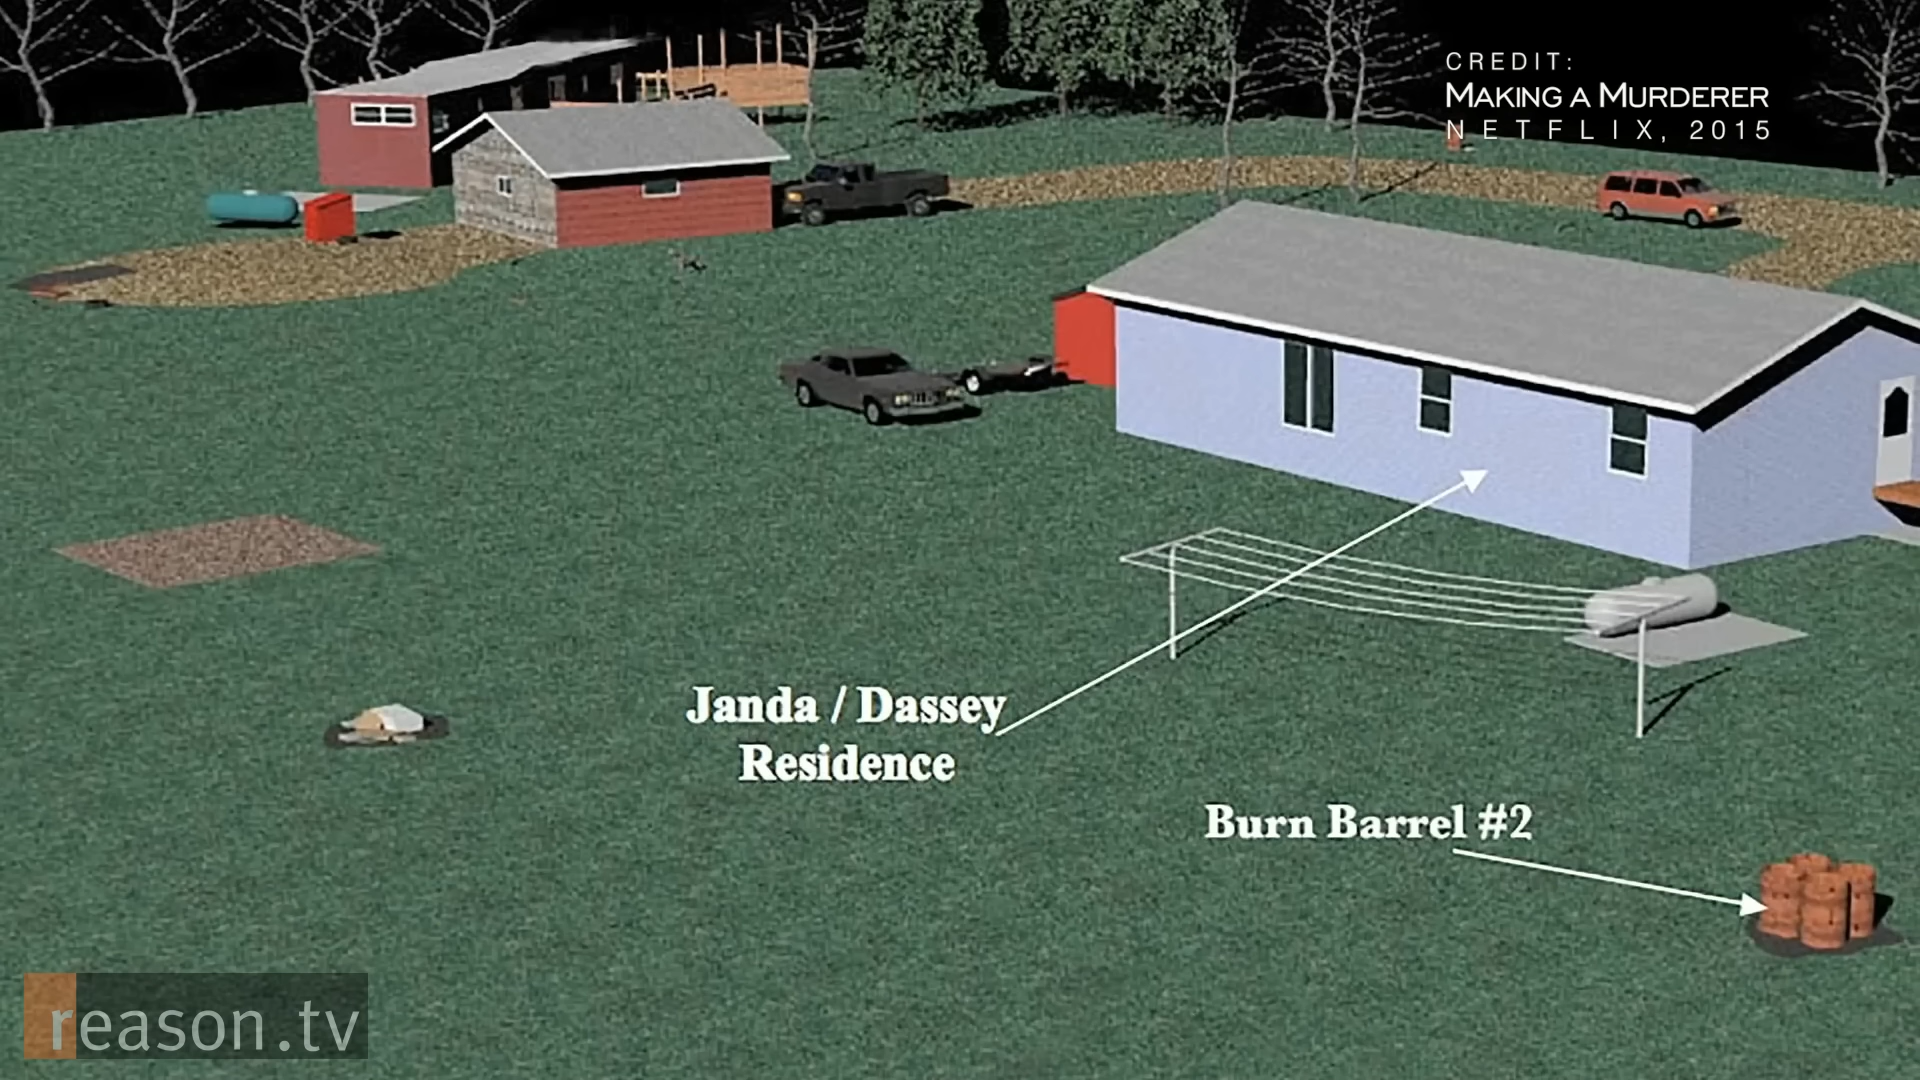 CREDIT:
MAKING A MURDERER
NETFLIX, 2015
Janda / Dassey
Residence
Burn Barrel #2
reason.tv